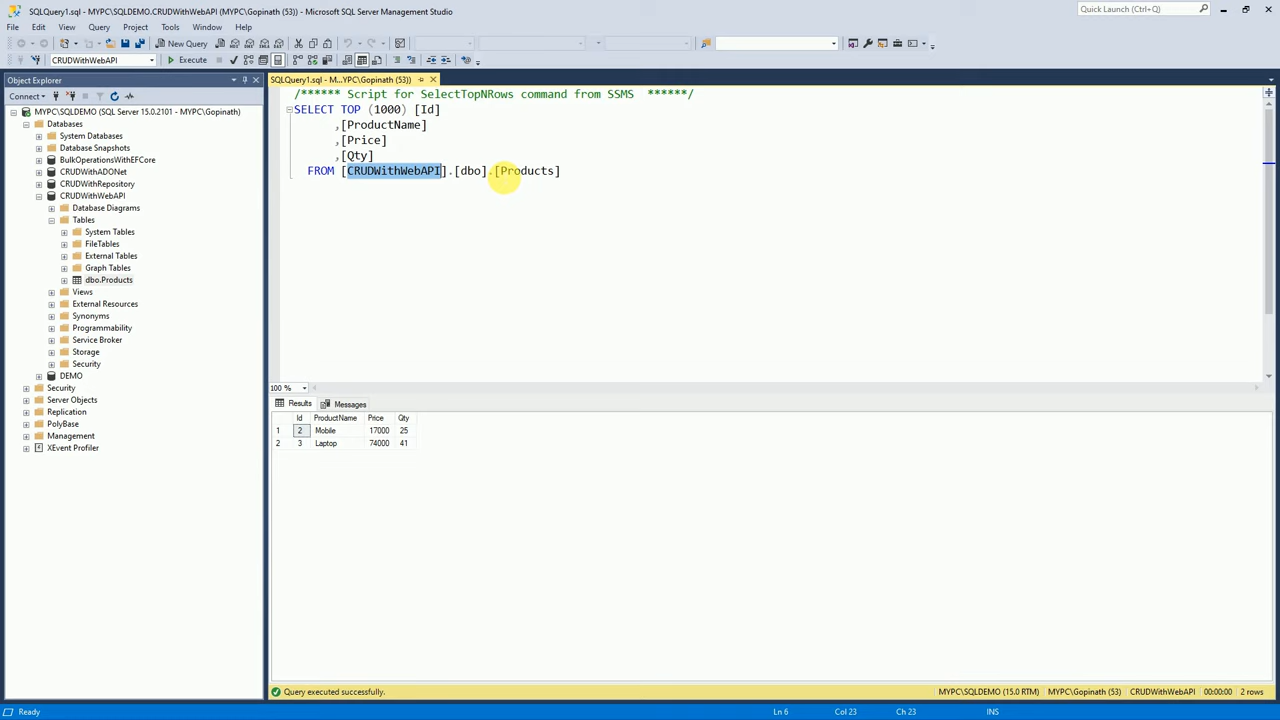 SQLQuery1.sql - MYPC\SQLDEMO.CRUDWithWebAPI (MYPC\Gopinath (53)) - Microsoft SQL Server Management Studio
Quick Launch (Ctrl+Q)
File Edit View Query Project Tools Window Help
New Query
CRUDWithWebAPI Execute
Object Explorer
SQLQuery1.sql - M...YPC\Gopinath (53))
Connect
MYPC\SQLDEMO (SQL Server 15.0.2101 - MYPC\Gopinath)
Databases
System Databases
Database Snapshots
BulkOperationsWithEFCore
CRUDWithADONet
CRUDWithRepository
CRUDWithWebAPI
Database Diagrams
Tables
System Tables
FileTables
External Tables
Graph Tables
dbo.Products
Views
External Resources
Synonyms
Programmability
Service Broker
Storage
Security
DEMO
Security
Server Objects
Replication
PolyBase
Management
XEvent Profiler
/****** Script for SelectTopNRows command from SSMS ******/
SELECT TOP (1000) [Id]
,[ProductName]
,[Price]
,[Qty]
FROM [CRUDWithWebAPI].[dbo].[Products]
100 %
Results Messages
Id ProductName Price Qty
1 2 Mobile 17000 25
2 3 Laptop 74000 41
Query executed successfully.
MYPC\SQLDEMO (15.0 RTM) MYPC\Gopinath (53) CRUDWithWebAPI 00:00:00 2 rows
Ready Ln 6 Col 23 Ch 23 INS